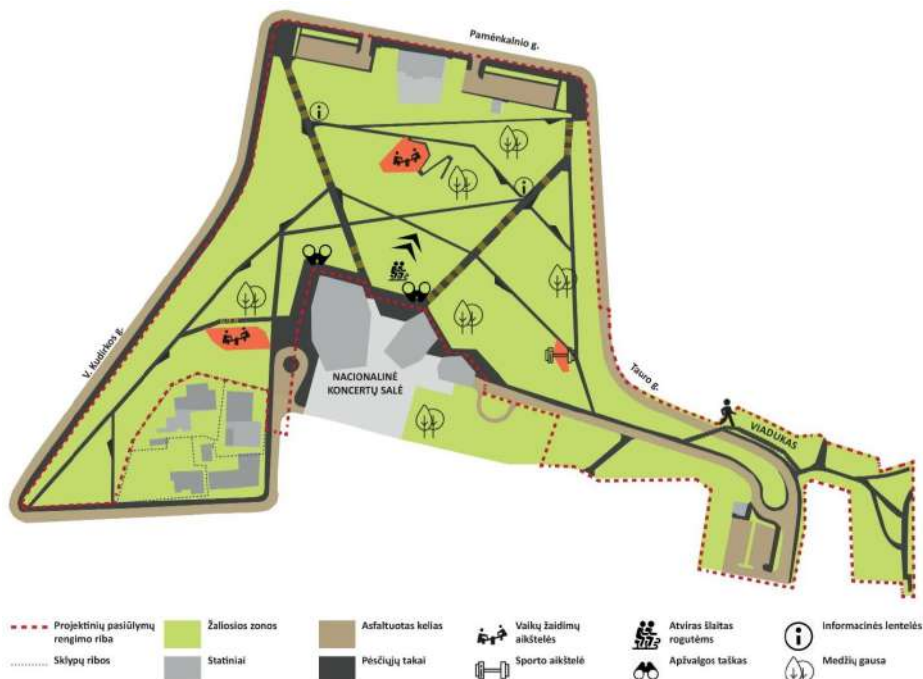 Pamėnkalnio g.
V. Kudirkos g.
NACIONALINĖ
KONCERTŲ SALĖ
Tauro g.
VIADUKAS
Projektinių pasiūlymų
rengimo riba
Sklypų ribos
Žaliosios zonos
Statiniai
Asfaltuotas kelias
Pėsčiųjų takai
Vaikų žaidimų
aikštelės
Sporto aikštelė
Atviras šlaitas
rogutėms
Apžvalgos taškas
Informacinės lentelės
Medžių gausa